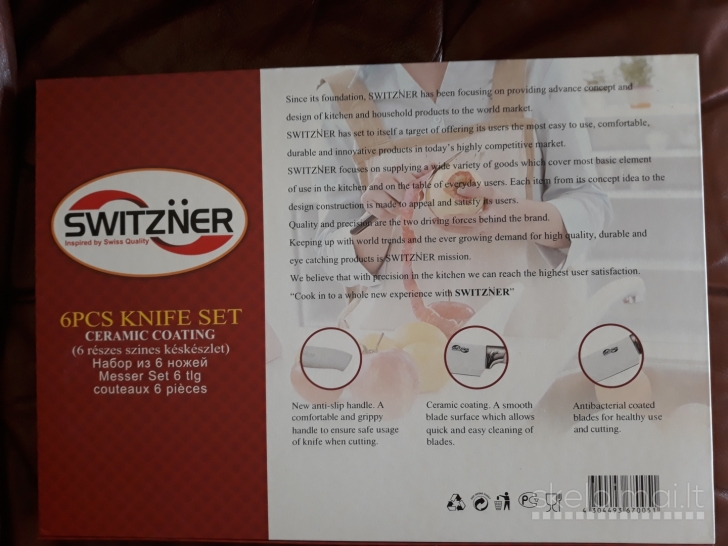 Since its foundation, SWITZNËR has been focusing on providing advance concept and
design of kitchen and household products to the world market.
SWITZNËR has set to itself a target of offering its users the most easy to use, comfortable,
durable and innovative products in today's highly competitive market.
SWITZNËR focuses on supplying a wide variety of goods which cover most basic element
of use in the kitchen and on the table of everyday users. Each item from its concept idea to the
design construction is made to appeal and satisfy its users.
Quality and precision are the two driving forces behind the brand.
Keeping up with world trends and the ever growing demand for high quality, durable and
eye catching products is SWITZNËR mission.
We believe that with precision in the kitchen we can reach the highest user satisfaction.
"Cook in to a whole new experience with SWITZNËR"
SWITZNËR
Inspired by Swiss Quality
6PCS KNIFE SET
CERAMIC COATING
(6 részes szines késkészlet)
Набор из 6 ножей
Messer Set 6 tlg
couteaux 6 pièces
New anti-slip handle. A
comfortable and grippy
handle to ensure safe usage
of knife when cutting.
Ceramic coating. A smooth
blade surface which allows
quick and easy cleaning of
blades.
Antibacterial coated
blades for healthy use
and cutting.
skelbimai.lt